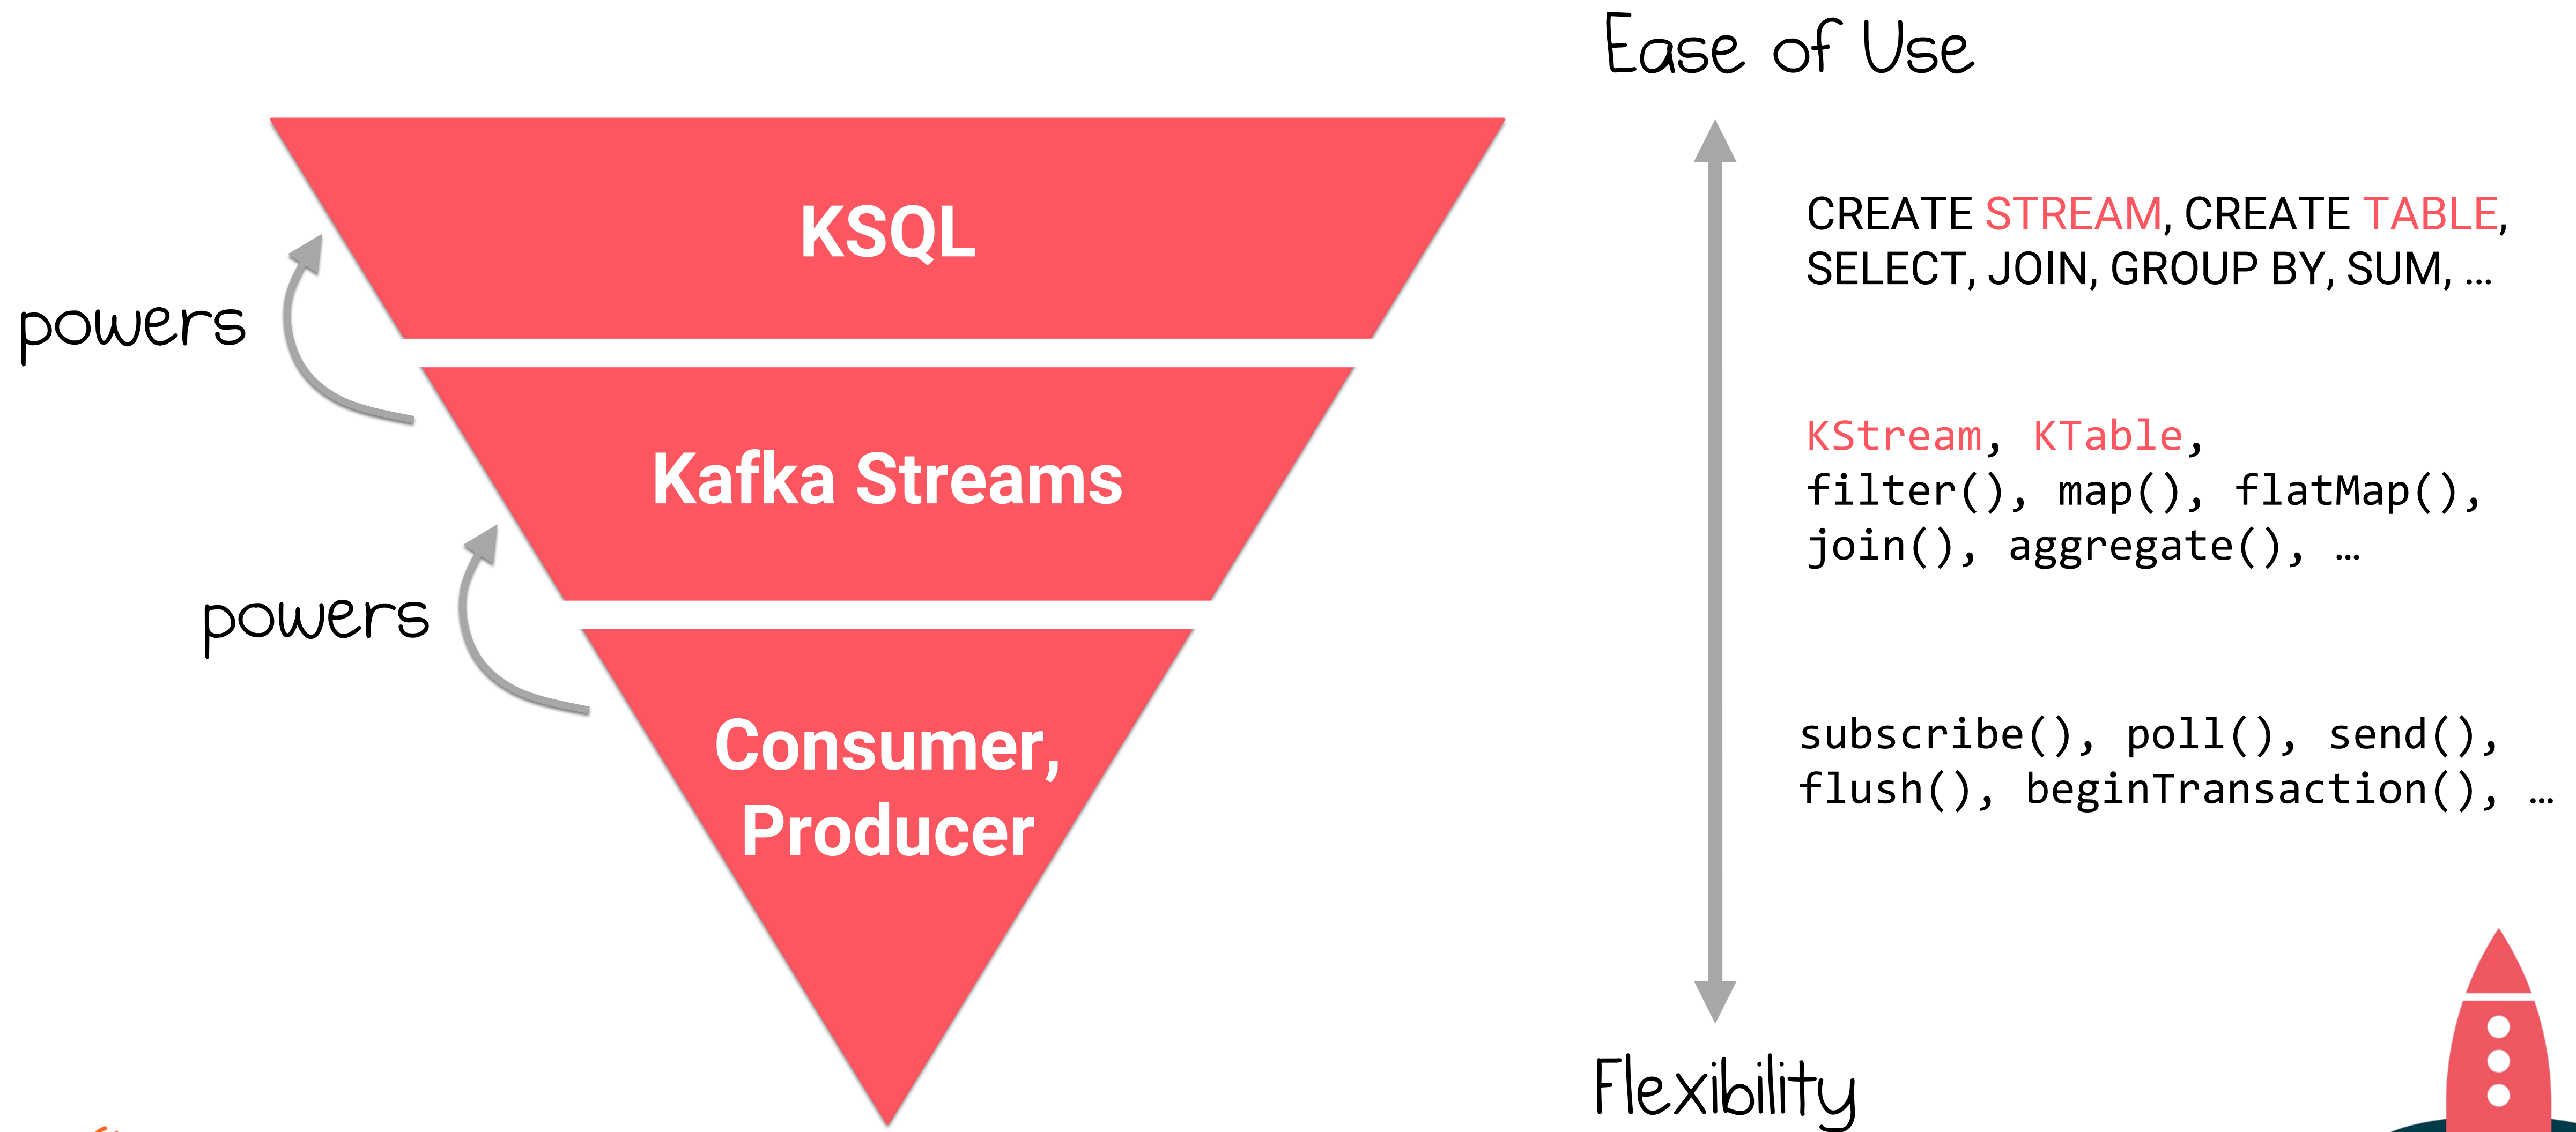 Ease of Use
KSQL
CREATE STREAM, CREATE TABLE,
SELECT, JOIN, GROUP BY, SUM, ...
powers
Kafka Streams
KStream, KTable,
filter(), map(), flatMap(),
join(), aggregate(), …
powers
Consumer,
Producer
subscribe(), poll(), send(),
flush(), beginTransaction(), …
Flexibility